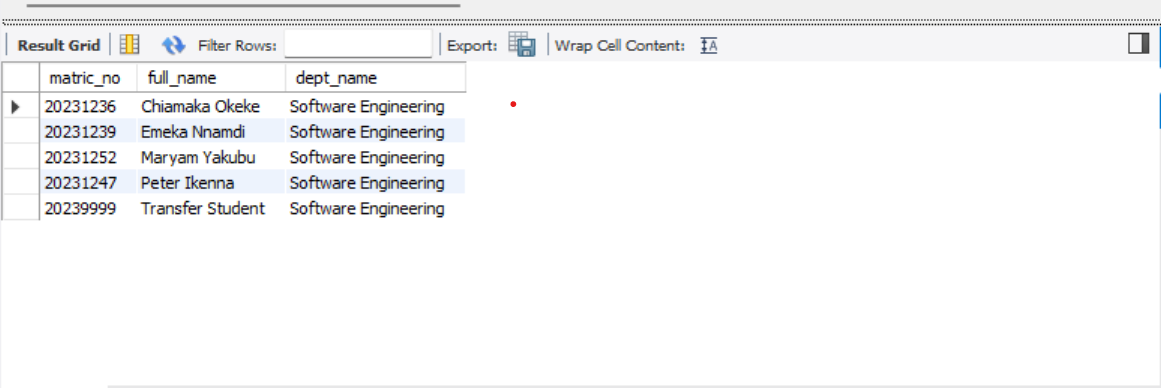 Result Grid Filter Rows: Export: Wrap Cell Content:
matric_no full_name dept_name
20231236 Chiamaka Okeke Software Engineering
20231239 Emeka Nnamdi Software Engineering
20231252 Maryam Yakubu Software Engineering
20231247 Peter Ikenna Software Engineering
20239999 Transfer Student Software Engineering